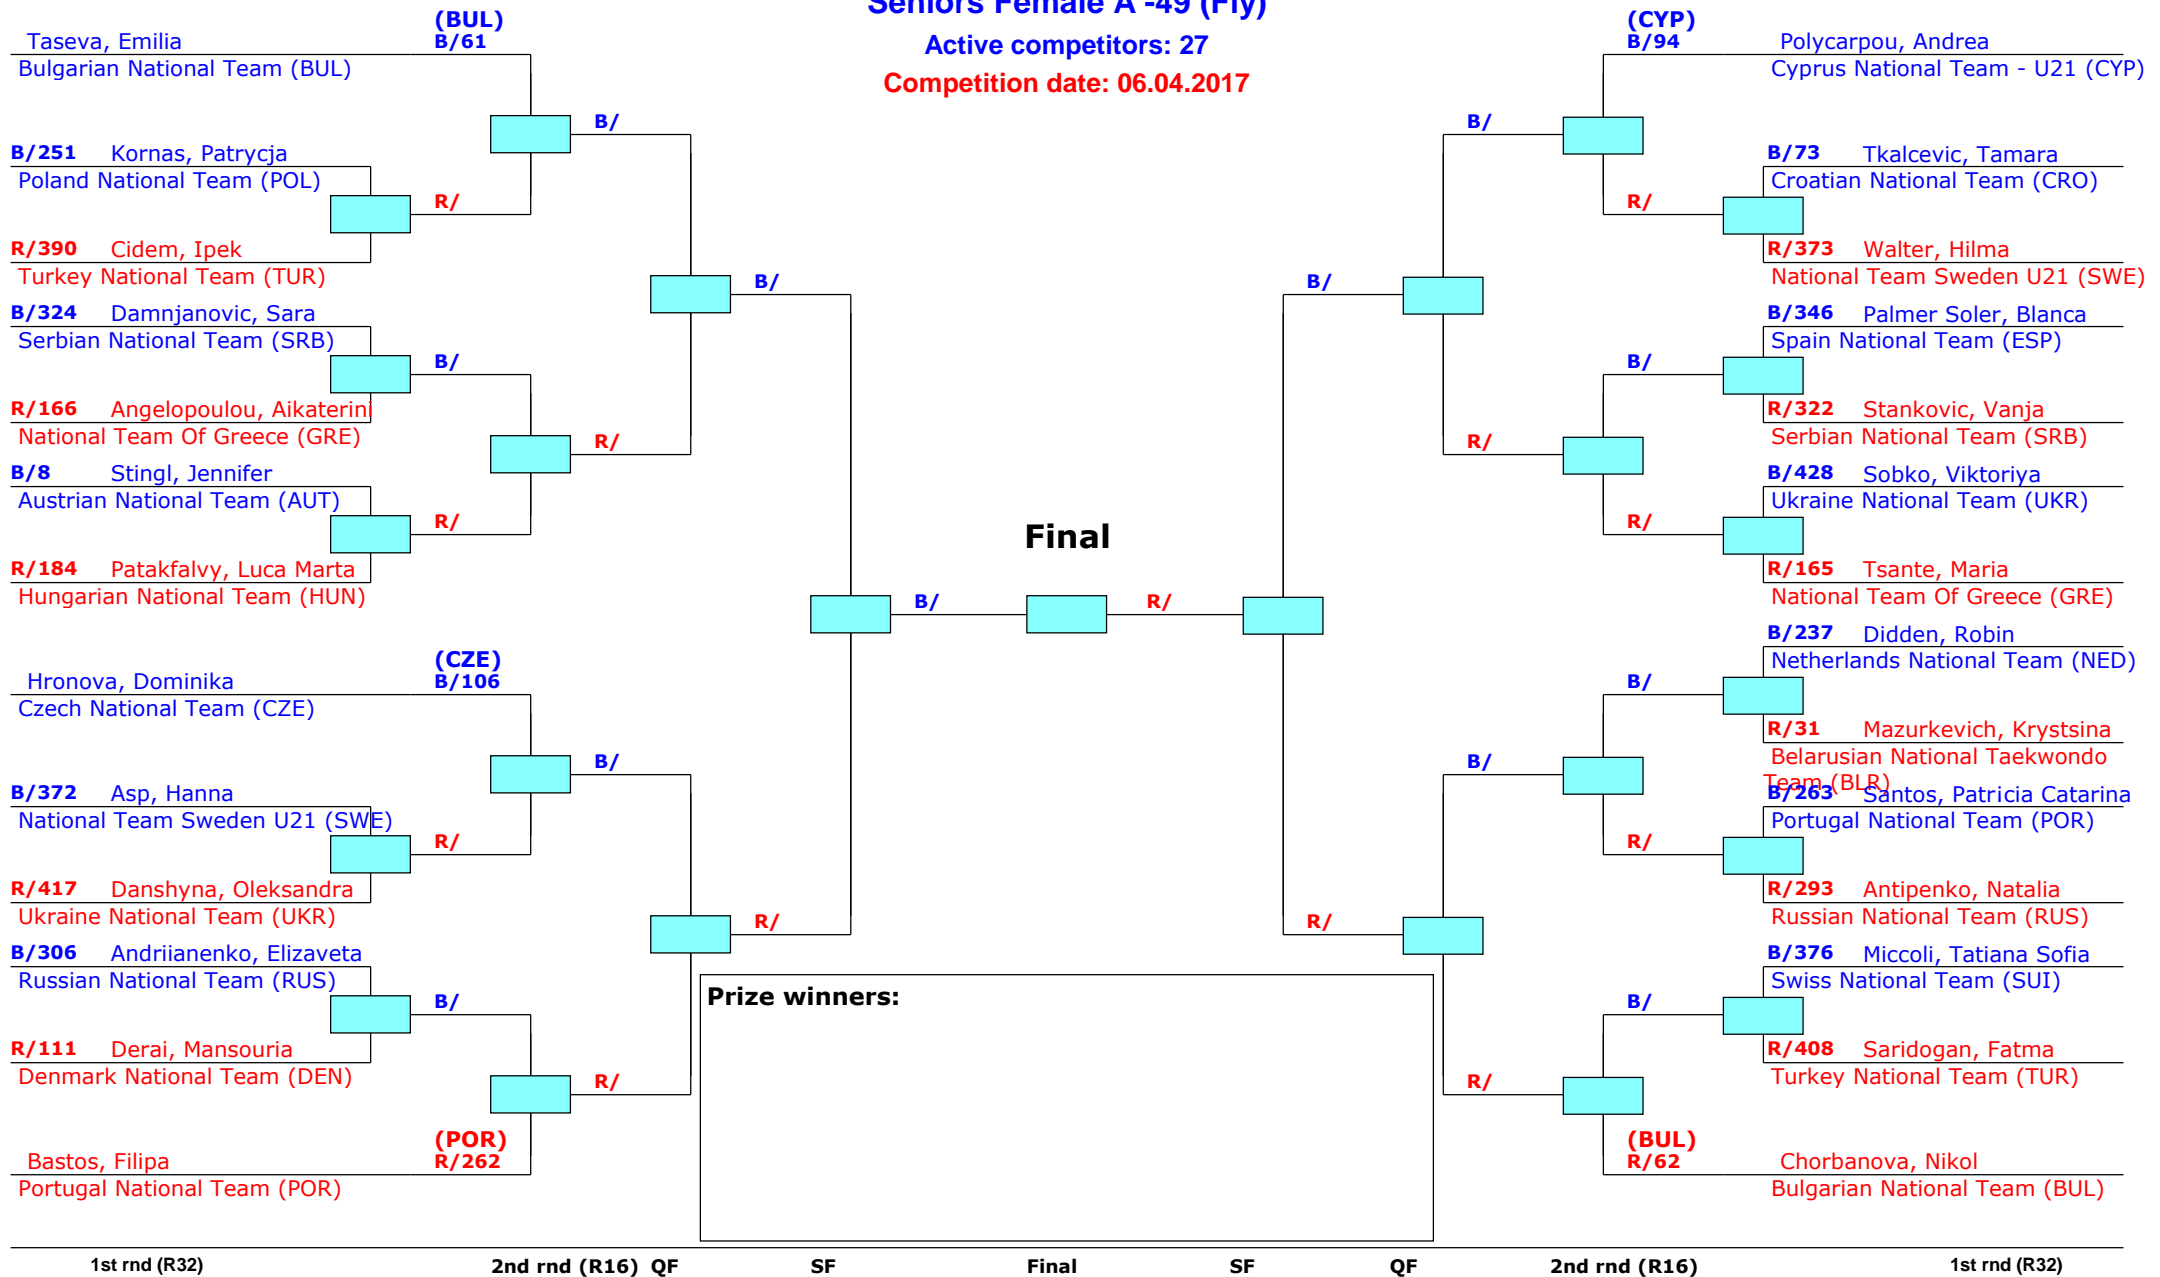 Seniors Female A -49 (Fly)
Active competitors: 27
Competition date: 06.04.2017
(BUL)
Taseva, Emilia B/61
Bulgarian National Team (BUL)
B/
B/251 Kornas, Patrycja
Poland National Team (POL)
R/
R/390 Cidem, Ipek
Turkey National Team (TUR)
B/
B/324 Damnjanovic, Sara
Serbian National Team (SRB)
B/
R/166 Angelopoulou, Aikaterini
National Team Of Greece (GRE)
R/
B/8 Stingl, Jennifer
Austrian National Team (AUT)
R/
R/184 Patakfalvy, Luca Marta
Hungarian National Team (HUN)
B/
(CZE)
Hronova, Dominika B/106
Czech National Team (CZE)
B/
B/372 Asp, Hanna
National Team Sweden U21 (SWE)
R/
R/417 Danshyna, Oleksandra
Ukraine National Team (UKR)
R/
B/306 Andriianenko, Elizaveta
Russian National Team (RUS)
B/
R/111 Derai, Mansouria
Denmark National Team (DEN)
R/
(POR)
Bastos, Filipa R/262
Portugal National Team (POR)
Final
R/
Prize winners:
(CYP)
B/94 Polycarpou, Andrea
Cyprus National Team - U21 (CYP)
B/
B/73 Tkalcevic, Tamara
Croatian National Team (CRO)
R/
R/373 Walter, Hilma
National Team Sweden U21 (SWE)
B/
B/346 Palmer Soler, Blanca
Spain National Team (ESP)
B/
R/322 Stankovic, Vanja
Serbian National Team (SRB)
R/
B/428 Sobko, Viktoriya
Ukraine National Team (UKR)
R/
R/165 Tsante, Maria
National Team Of Greece (GRE)
B/237 Didden, Robin
Netherlands National Team (NED)
B/
R/31 Mazurkevich, Krystsina
Belarusian National Taekwondo
Team (BLR)
B/
B/263 Santos, Patricia Catarina
Portugal National Team (POR)
R/
R/293 Antipenko, Natalia
Russian National Team (RUS)
R/
B/376 Miccoli, Tatiana Sofia
Swiss National Team (SUI)
B/
R/408 Saridogan, Fatma
Turkey National Team (TUR)
R/
(BUL)
R/62 Chorbanova, Nikol
Bulgarian National Team (BUL)
1st rnd (R32) 2nd rnd (R16) QF SF Final SF QF 2nd rnd (R16) 1st rnd (R32)